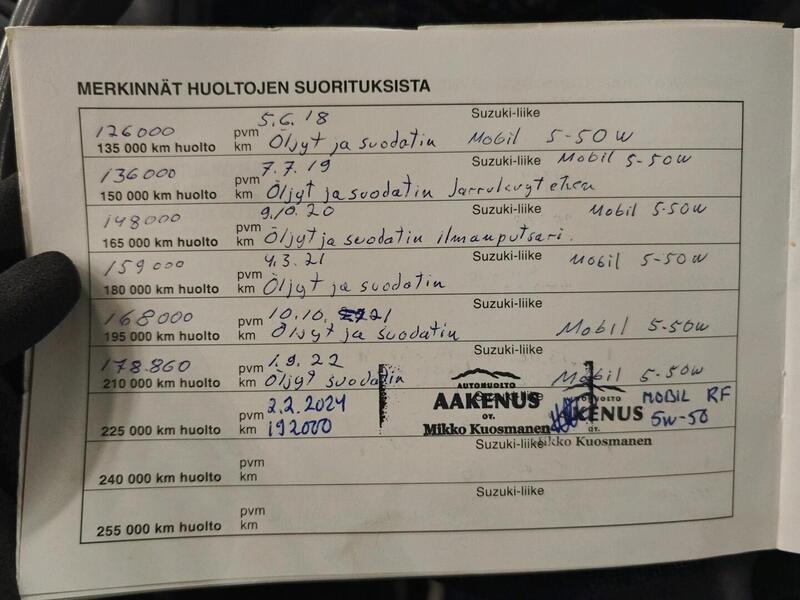 MERKINNÄT HUOLTOJEN SUORITUKSISTA
126000 pvm 5.6.18 Suzuki-liike
135 000 km huolto km Öljyt ja suodatin Mobil 5-50W
136000 pvm 7.7.19 Suzuki-liike Mobil 5-50W
150 000 km huolto km Öljyt ja suodatin Jarrukuyt eteen
148000 pvm 9.10.20 Suzuki-liike Mobil 5-50W
165 000 km huolto km Öljyt ja suodatin ilmanputsari.
159000 pvm 4.3.21 Suzuki-liike Mobil 5-50W
180 000 km huolto km Öljyt ja suodatin
168000 pvm 10.10. 21 Suzuki-liike
195 000 km huolto km Öljyt ja suodatin Mobil 5-50W
178.860 pvm 1.9.22 Suzuki-liike
210 000 km huolto km Öljyt suodatin Mobil 5-50W
pvm 2.2.2024 AUTOHUOLTO AAKENUS OY. MOBIL RF
225 000 km huolto km 192000 Mikko Kuosmanen KENUS OY. 5W-50
pvm Suzuki-liike Mikko Kuosmanen
240 000 km huolto km
pvm Suzuki-liike
255 000 km huolto km